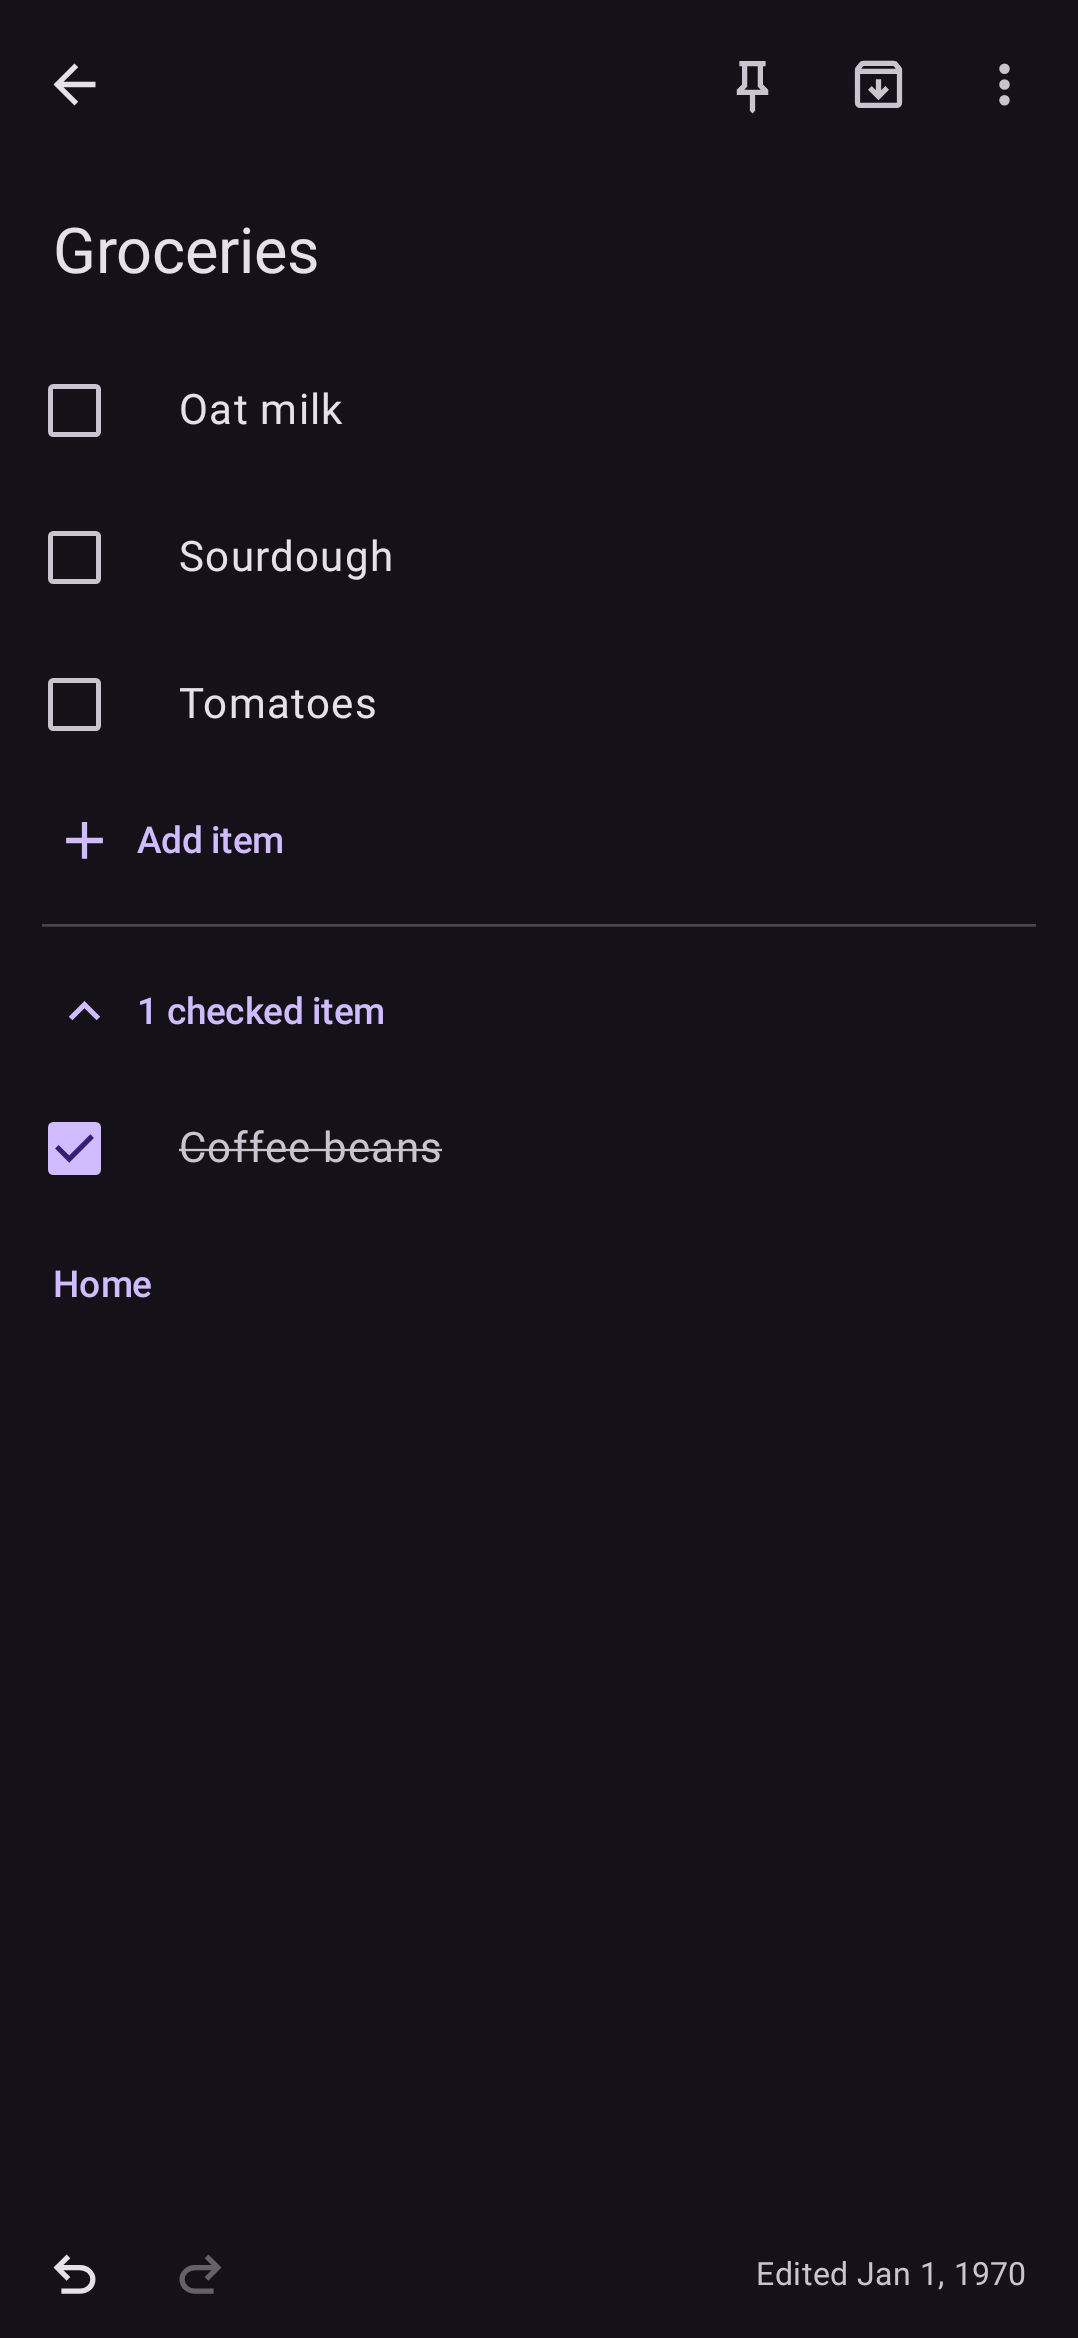 Groceries
Oat milk
Sourdough
Tomatoes
Add item
1 checked item
Coffee beans
Home
Edited Jan 1, 1970